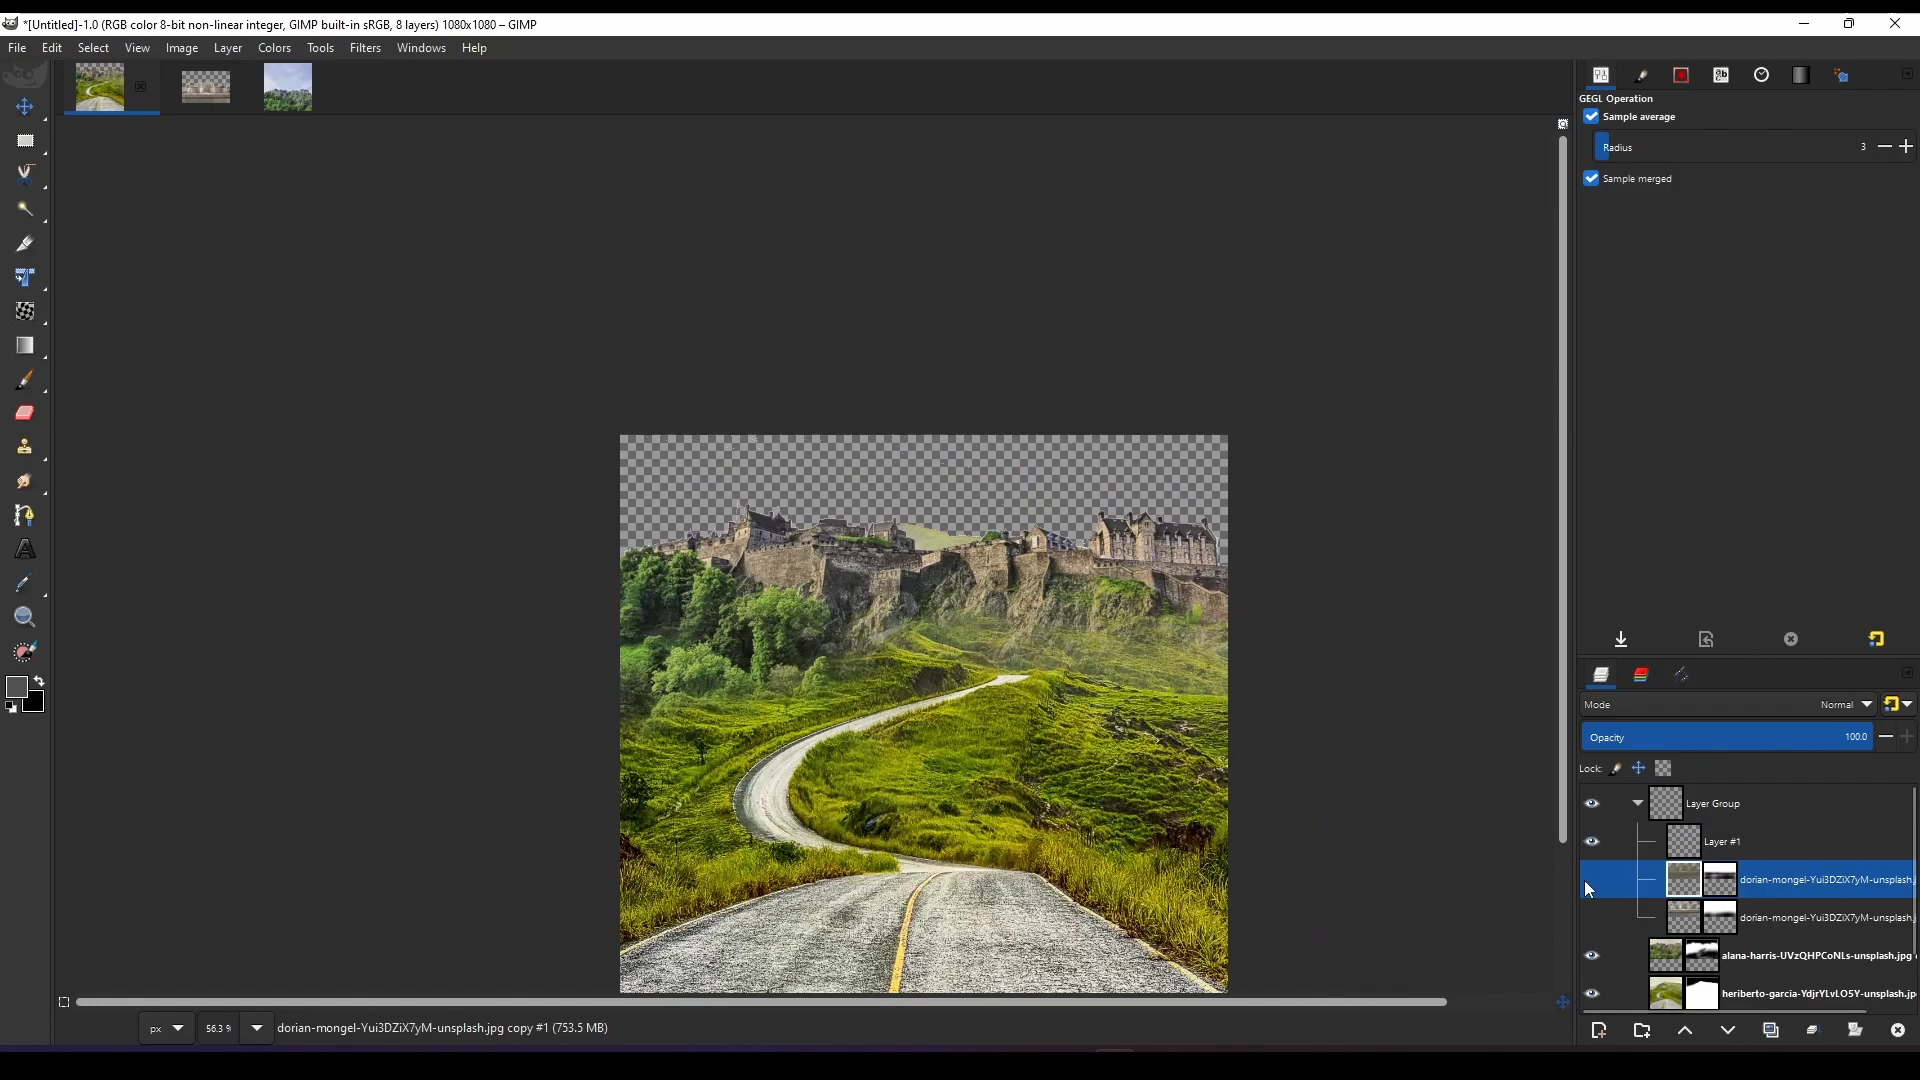 *[Untitled]-1.0 (RGB color 8-bit non-linear integer, GIMP built-in sRGB, 8 layers) 1080x1080 – GIMP
File Edit Select View Image Layer Colors Tools Filters Windows Help
GEGL Operation
Sample average
Radius 3
Sample merged
Mode Normal
Opacity 100.0
Lock:
Layer Group
Layer #1
dorian-mongel-Yui3DZiX7yM-unsplash.j
dorian-mongel-Yui3DZiX7yM-unsplash.j
alana-harris-UVzQHPCoNLs-unsplash.jpg
heriberto-garcia-YdjrYLvLO5Y-unsplash.jp
px 56.3 % dorian-mongel-Yui3DZiX7yM-unsplash.jpg copy #1 (753.5 MB)